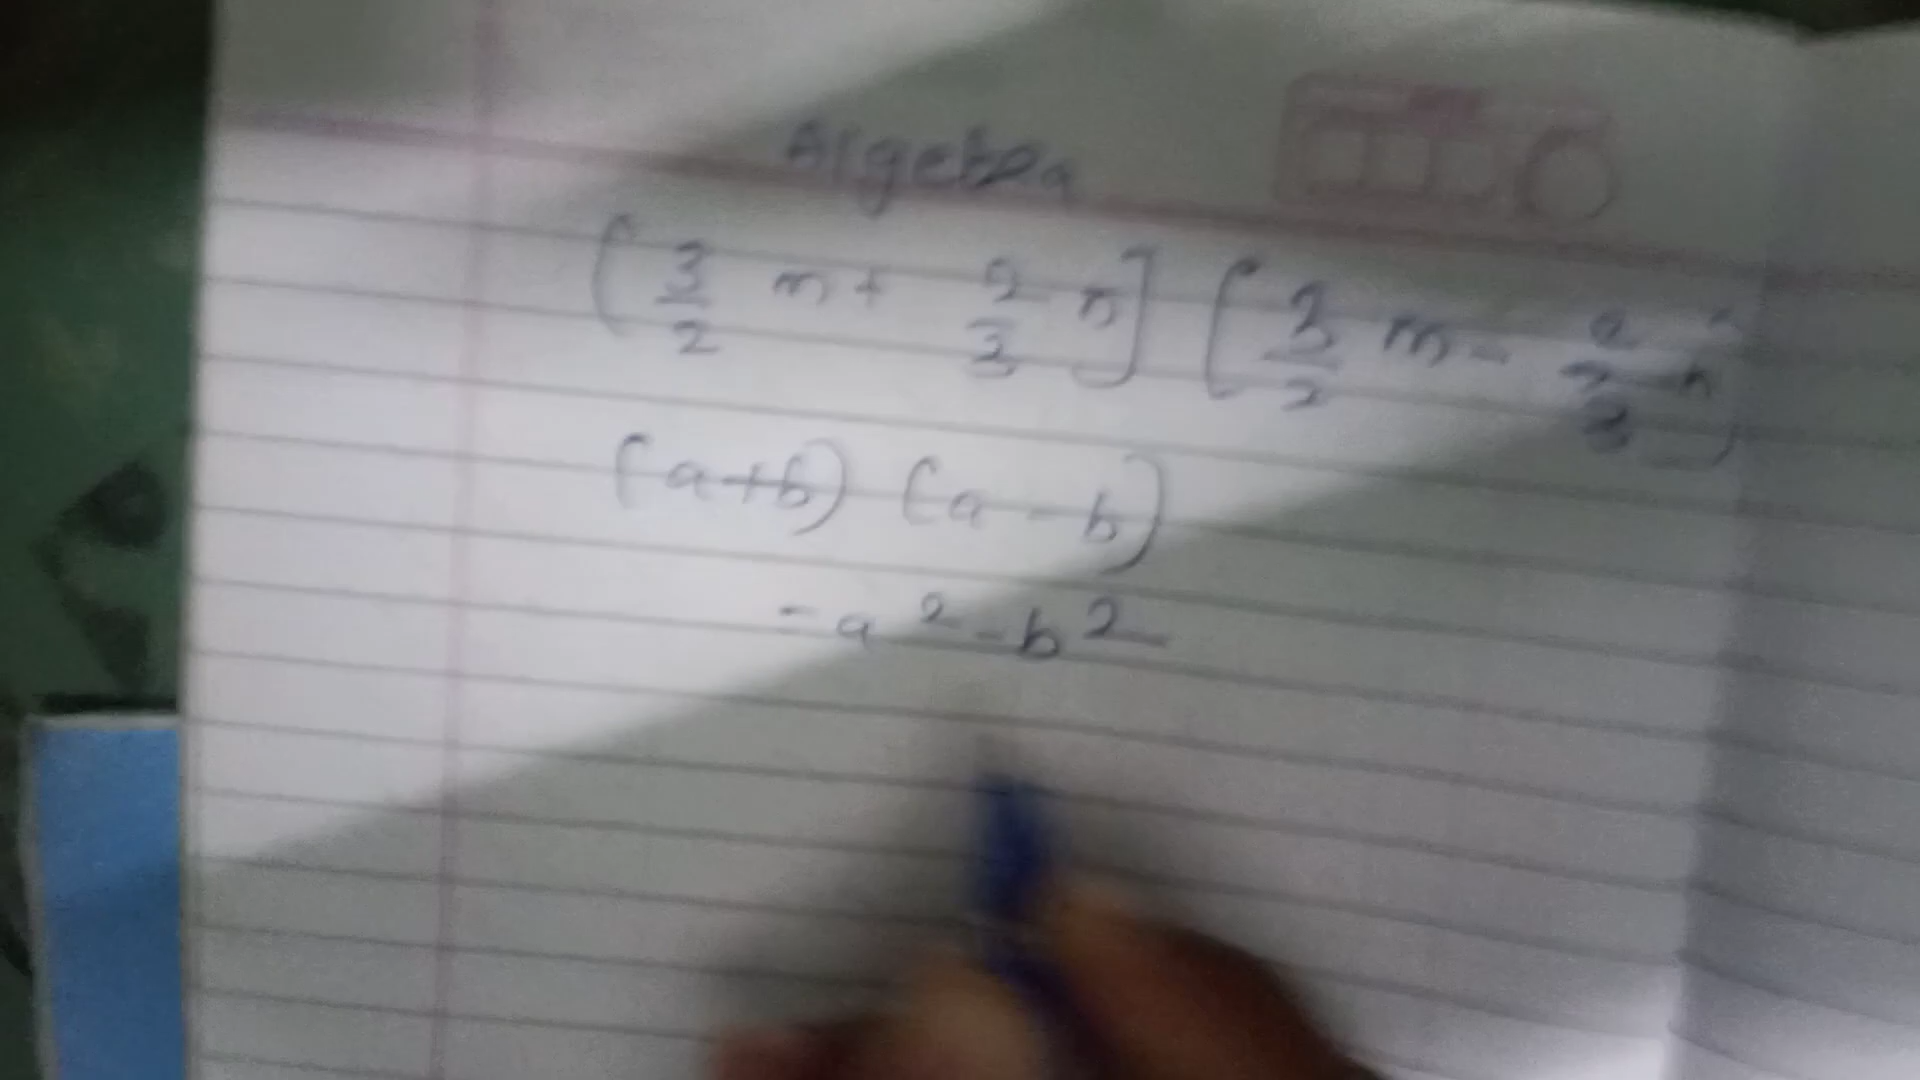 Algebra
(3/2 m + 2/3 n] [3/2 m - 2/3 n]
(a+b) (a-b)
- a² - b²